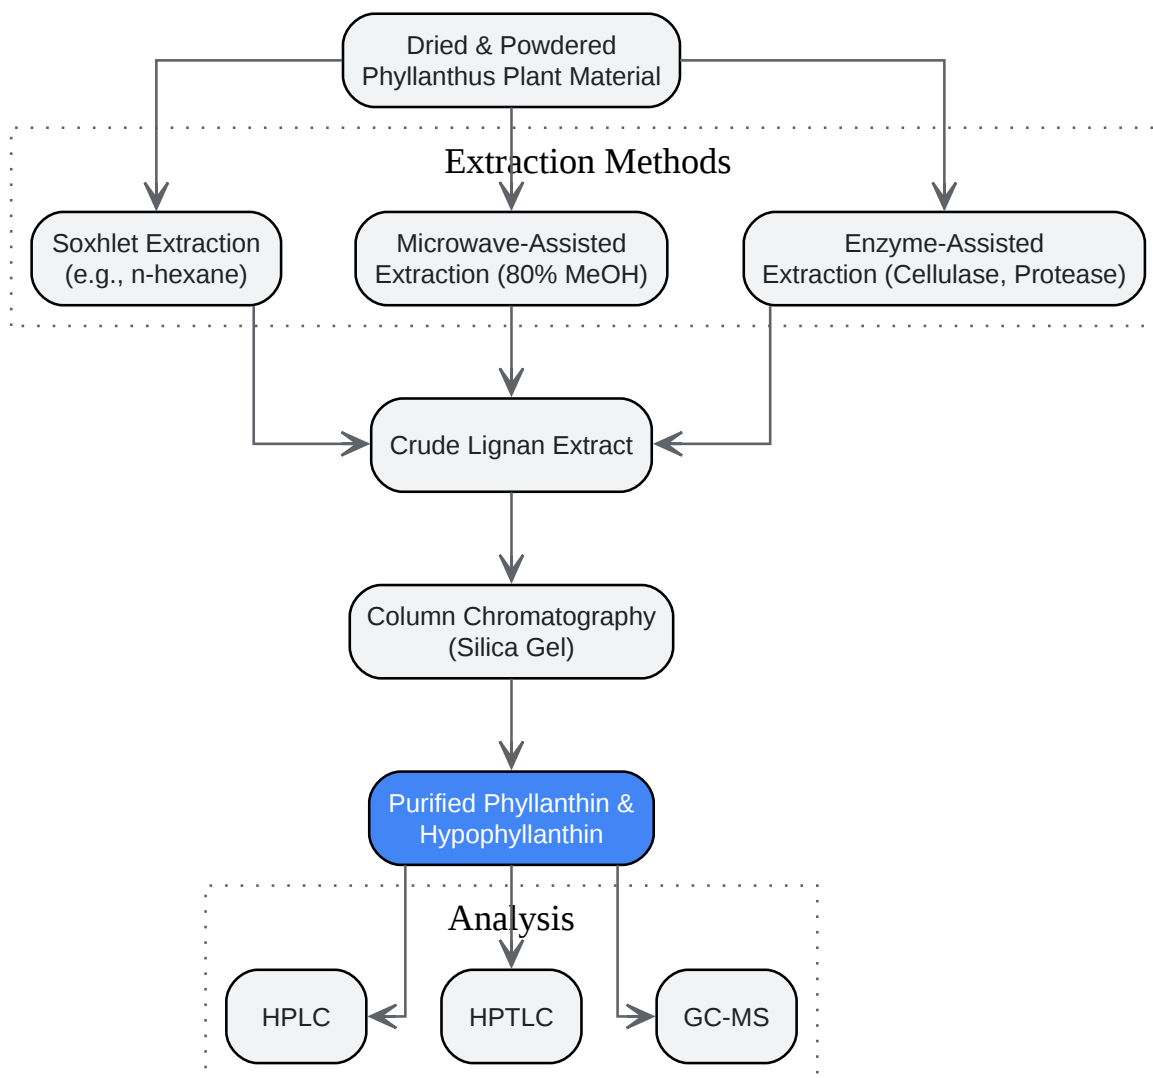 Dried & Powdered
Phyllanthus Plant Material
Extraction Methods
Soxhlet Extraction
(e.g., n-hexane)
Microwave-Assisted
Extraction (80% MeOH)
Enzyme-Assisted
Extraction (Cellulase, Protease)
Crude Lignan Extract
Column Chromatography
(Silica Gel)
Purified Phyllanthin &
Hypophyllanthin
Analysis
HPLC
HPTLC
GC-MS